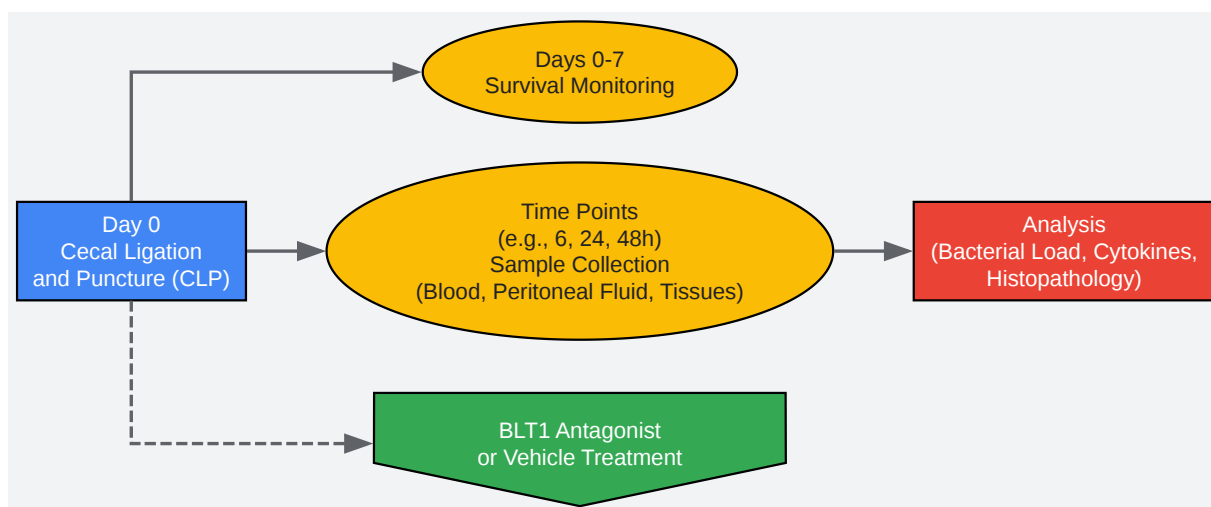 Days 0-7
Survival Monitoring
Day 0
Cecal Ligation
and Puncture (CLP)
Time Points
(e.g., 6, 24, 48h)
Sample Collection
(Blood, Peritoneal Fluid, Tissues)
Analysis
(Bacterial Load, Cytokines,
Histopathology)
BLT1 Antagonist
or Vehicle Treatment